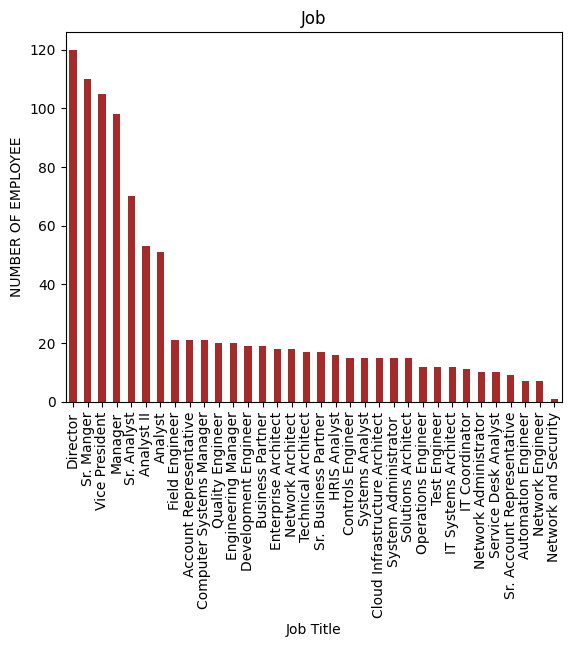 Job
NUMBER OF EMPLOYEE
120
100
80
60
40
20
0
Director
Sr. Manger
Vice President
Manager
Sr. Analyst
Analyst II
Analyst
Field Engineer
Account Representative
Computer Systems Manager
Quality Engineer
Engineering Manager
Development Engineer
Business Partner
Enterprise Architect
Network Architect
Technical Architect
Sr. Business Partner
HRIS Analyst
Controls Engineer
Systems Analyst
Cloud Infrastructure Architect
System Administrator
Solutions Architect
Operations Engineer
Test Engineer
IT Systems Architect
IT Coordinator
Network Administrator
Service Desk Analyst
Sr. Account Representative
Automation Engineer
Network Engineer
Network and Security
Job Title